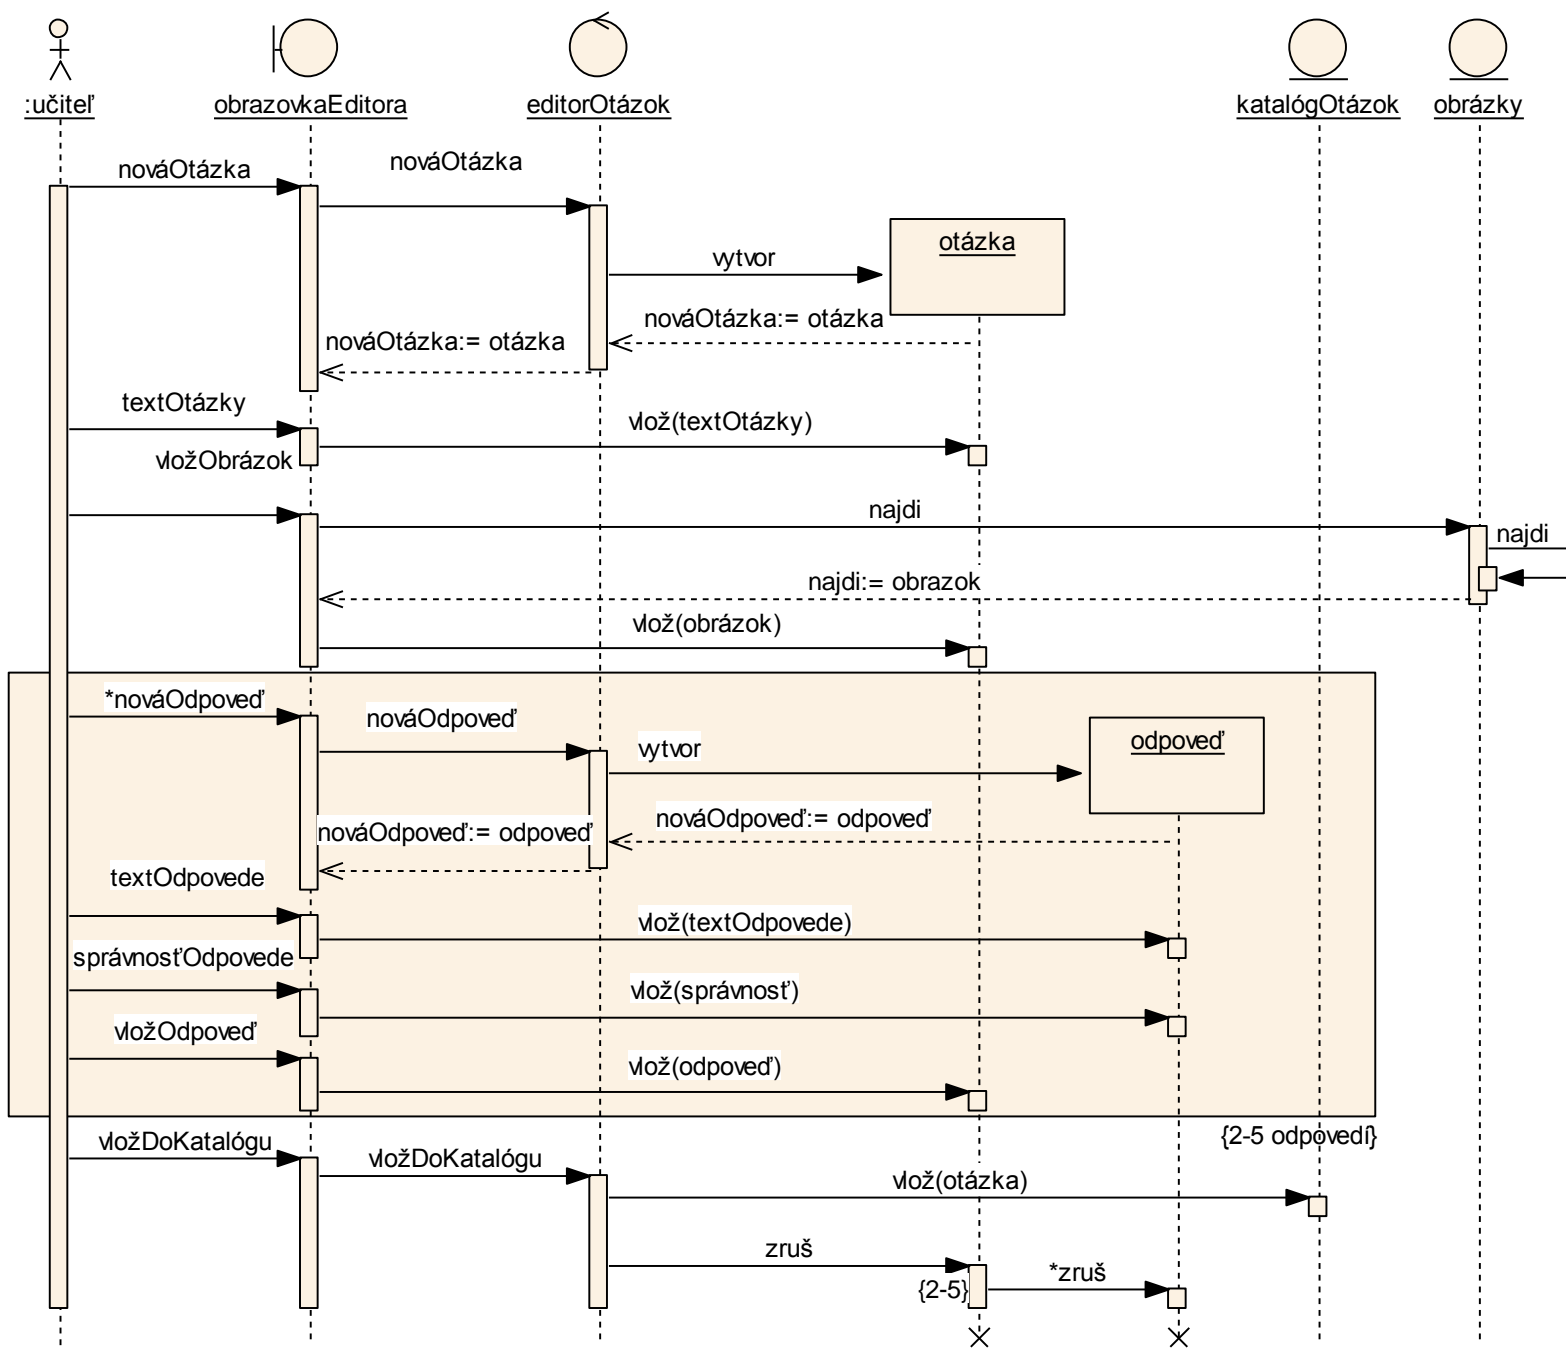 :učiteľ
obrazovkaEditora
editorOtázok
katalógOtázok
obrázky
nováOtázka
nováOtázka
otázka
vytvor
nováOtázka:= otázka
nováOtázka:= otázka
textOtázky
vlož(textOtázky)
vložObrázok
najdi
najdi
najdi:= obrazok
vlož(obrázok)
*nováOdpoveď
nováOdpoveď
vytvor
odpoveď
nováOdpoveď:= odpoveď
nováOdpoveď:= odpoveď
textOdpovede
vlož(textOdpovede)
správnosťOdpovede
vlož(správnosť)
vložOdpoveď
vlož(odpoveď)
{2-5 odpovedí}
vložDoKatalógu
vložDoKatalógu
vlož(otázka)
zruš
*zruš
{2-5}